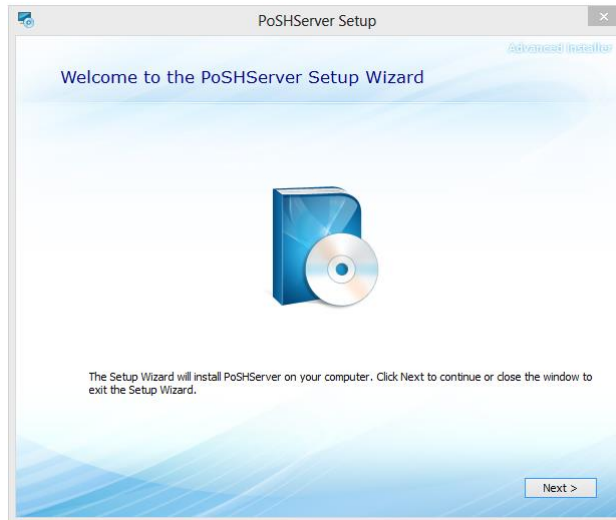 PoSHServer Setup
Advanced Installer
Welcome to the PoSHServer Setup Wizard
The Setup Wizard will install PoSHServer on your computer. Click Next to continue or close the window to
exit the Setup Wizard.
Next >